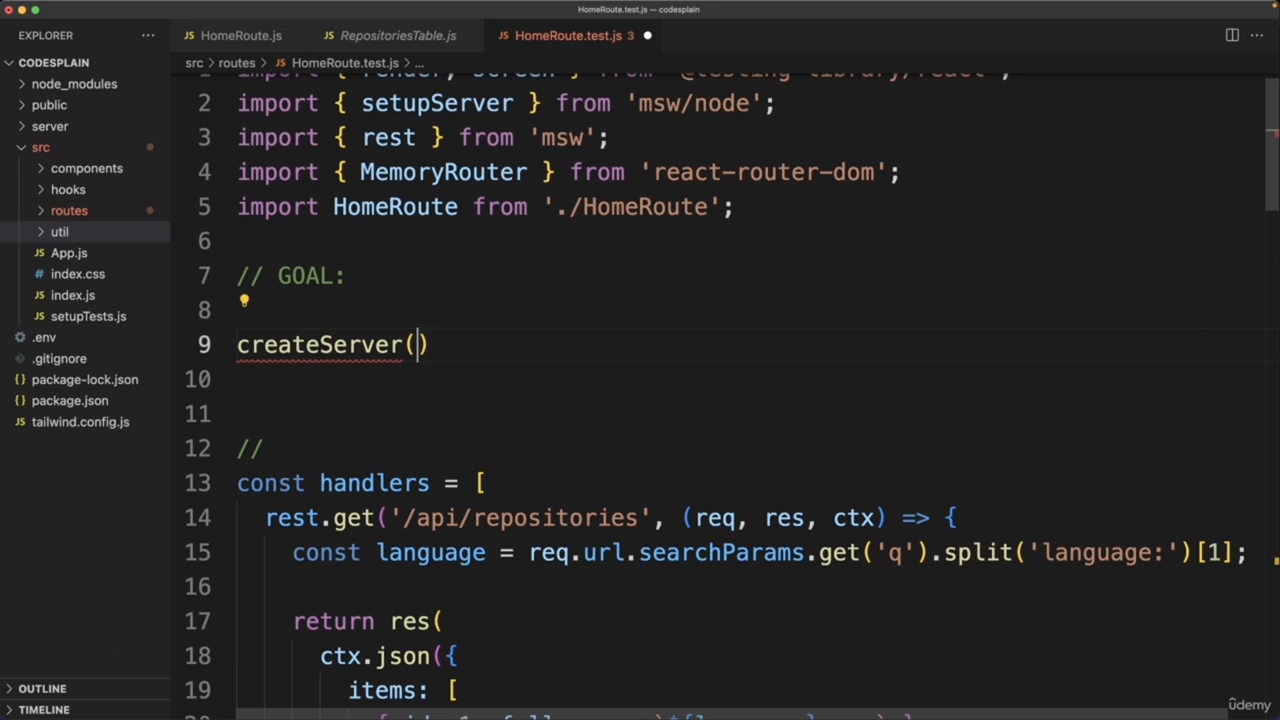 HomeRoute.test.js — codesplain
EXPLORER
HomeRoute.js
RepositoriesTable.js
HomeRoute.test.js 3
CODESPLAIN
src > routes > HomeRoute.test.js > ...
node_modules
public
server
src
components
hooks
routes
util
App.js
index.css
index.js
setupTests.js
.env
.gitignore
package-lock.json
package.json
tailwind.config.js
OUTLINE
TIMELINE
2 import { setupServer } from 'msw/node';
3 import { rest } from 'msw';
4 import { MemoryRouter } from 'react-router-dom';
5 import HomeRoute from './HomeRoute';
6
7 // GOAL:
8
9 createServer()
10
11
12 //
13 const handlers = [
14 rest.get('/api/repositories', (req, res, ctx) => {
15 const language = req.url.searchParams.get('q').split('language:')[1];
16
17 return res(
18 ctx.json({
19 items: [
ûdemy